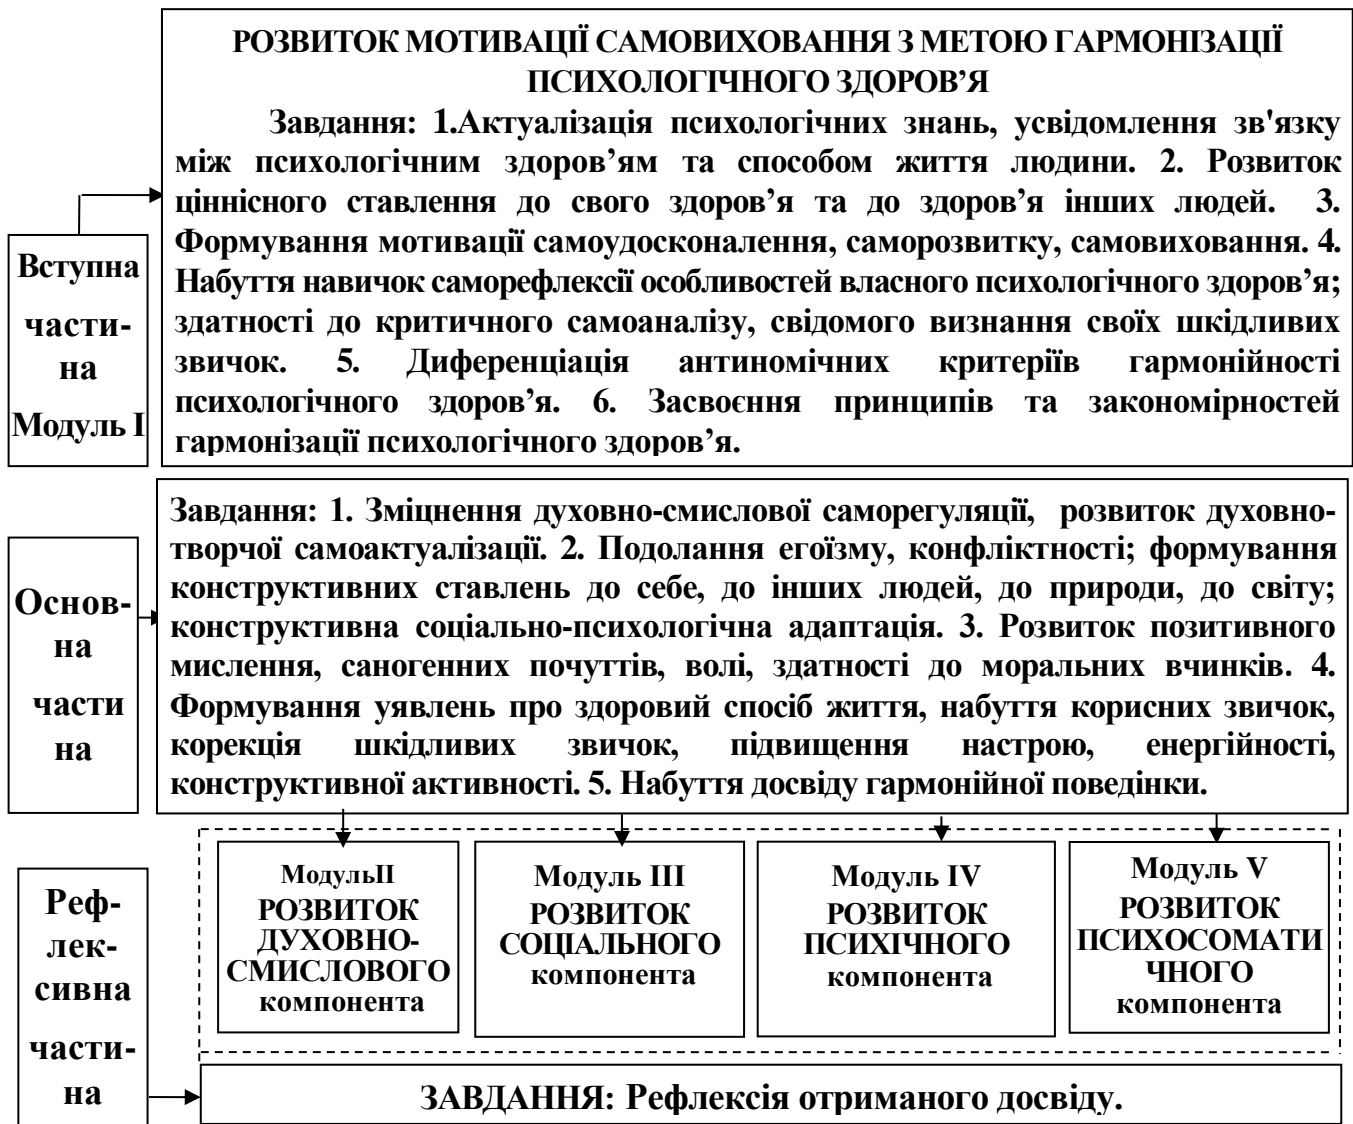 РОЗВИТОК МОТИВАЦІЇ САМОВИХОВАННЯ З МЕТОЮ ГАРМОНІЗАЦІЇ
ПСИХОЛОГІЧНОГО ЗДОРОВ’Я
Завдання: 1.Актуалізація психологічних знань, усвідомлення зв'язку
між психологічним здоров’ям та способом життя людини. 2. Розвиток
ціннісного ставлення до свого здоров’я та до здоров’я інших людей. 3.
Формування мотивації самоудосконалення, саморозвитку, самовиховання. 4.
Набуття навичок саморефлексії особливостей власного психологічного здоров’я;
здатності до критичного самоаналізу, свідомого визнання своїх шкідливих
звичок. 5. Диференціація антиномічних критеріїв гармонійності
психологічного здоров’я. 6. Засвоєння принципів та закономірностей
гармонізації психологічного здоров’я.
Вступна
части-
на
Модуль I
Завдання: 1. Зміцнення духовно-смислової саморегуляції, розвиток духовно-
творчої самоактуалізації. 2. Подолання егоїзму, конфліктності; формування
конструктивних ставлень до себе, до інших людей, до природи, до світу;
конструктивна соціально-психологічна адаптація. 3. Розвиток позитивного
мислення, саногенних почуттів, волі, здатності до моральних вчинків. 4.
Формування уявлень про здоровий спосіб життя, набуття корисних звичок,
корекція шкідливих звичок, підвищення настрою, енергійності,
конструктивної активності. 5. Набуття досвіду гармонійної поведінки.
Основ-
на
части
на
МодульII
РОЗВИТОК
ДУХОВНО-
СМИСЛОВОГО
компонента
Модуль III
РОЗВИТОК
СОЦІАЛЬНОГО
компонента
Модуль IV
РОЗВИТОК
ПСИХІЧНОГО
компонента
Модуль V
РОЗВИТОК
ПСИХОСОМАТИ
ЧНОГО
компонента
Реф-
лек-
сивна
части-
на
ЗАВДАННЯ: Рефлексія отриманого досвіду.